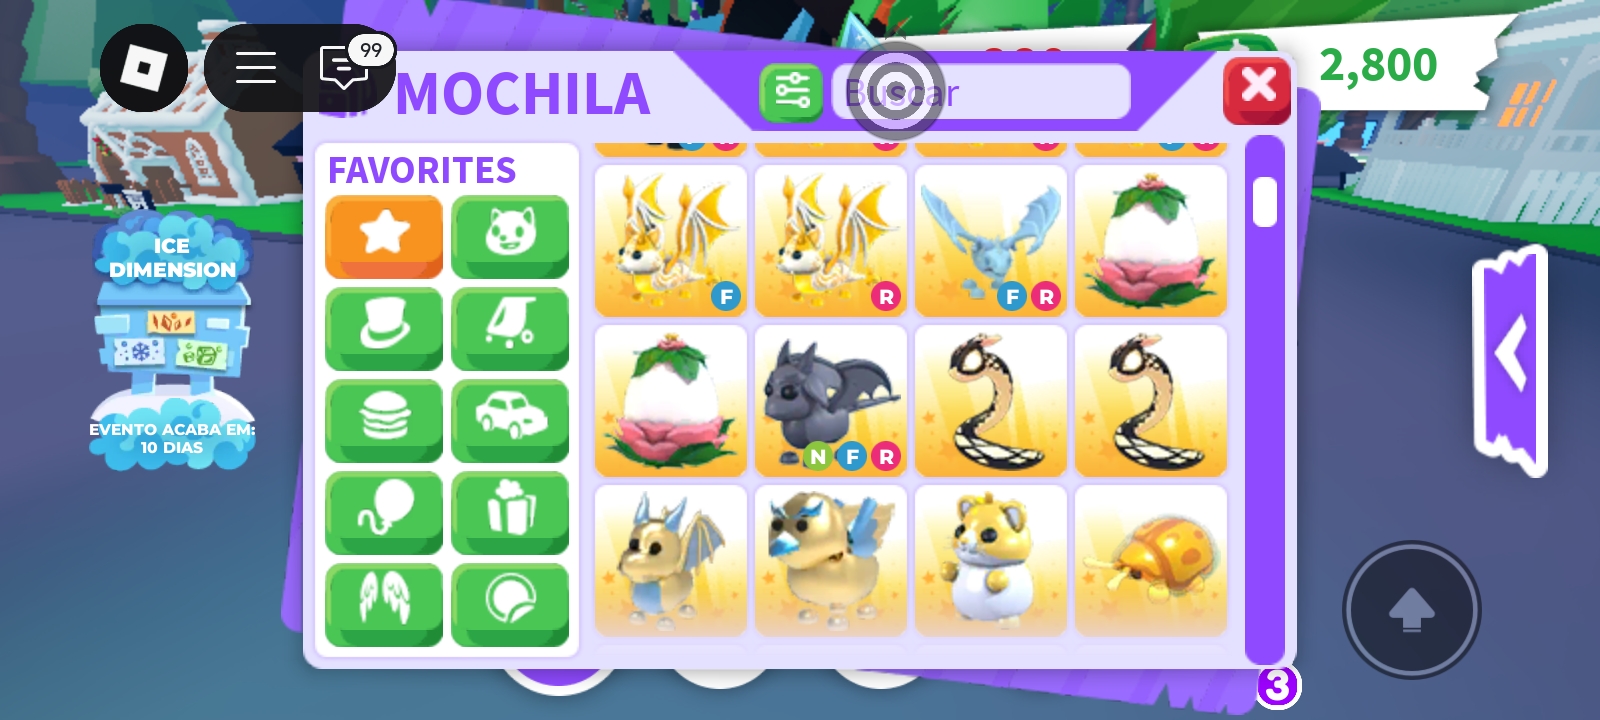 99
MOCHILA
Buscar
2,800
FAVORITES
ICE
DIMENSION
EVENTO ACABA EM:
10 DIAS
F
R
F R
N F R
3